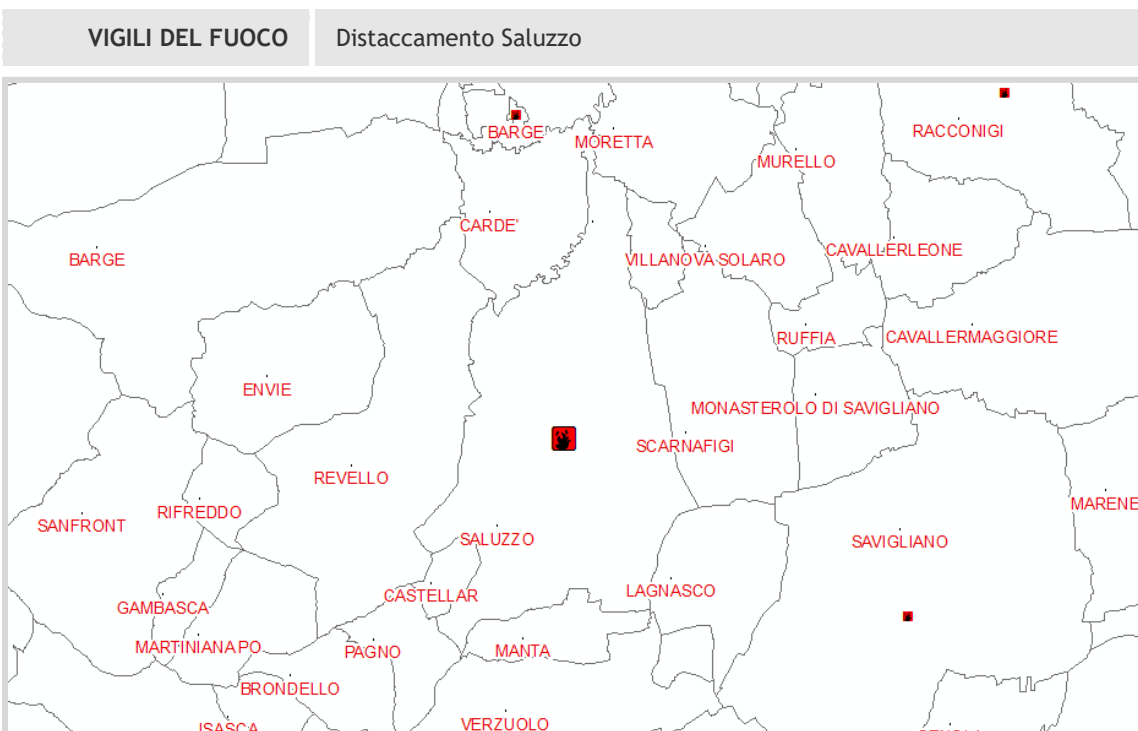 VIGILI DEL FUOCO
Distaccamento Saluzzo
BARGE
MORETTA
RACCONIGI
MURELLO
CARDE'
BARGE
VILLANOVA SOLARO
CAVALLERLEONE
RUFFIA
CAVALLERMAGGIORE
ENVIE
MONASTEROLO DI SAVIGLIANO
SCARNAFIGI
REVELLO
RIFREDDO
SANFRONT
MARENE
SALUZZO
SAVIGLIANO
CASTELLAR
LAGNASCO
GAMBASCA
MARTINIANA PO
PAGNO
MANTA
BRONDELLO
ISASCA
VERZUOLO